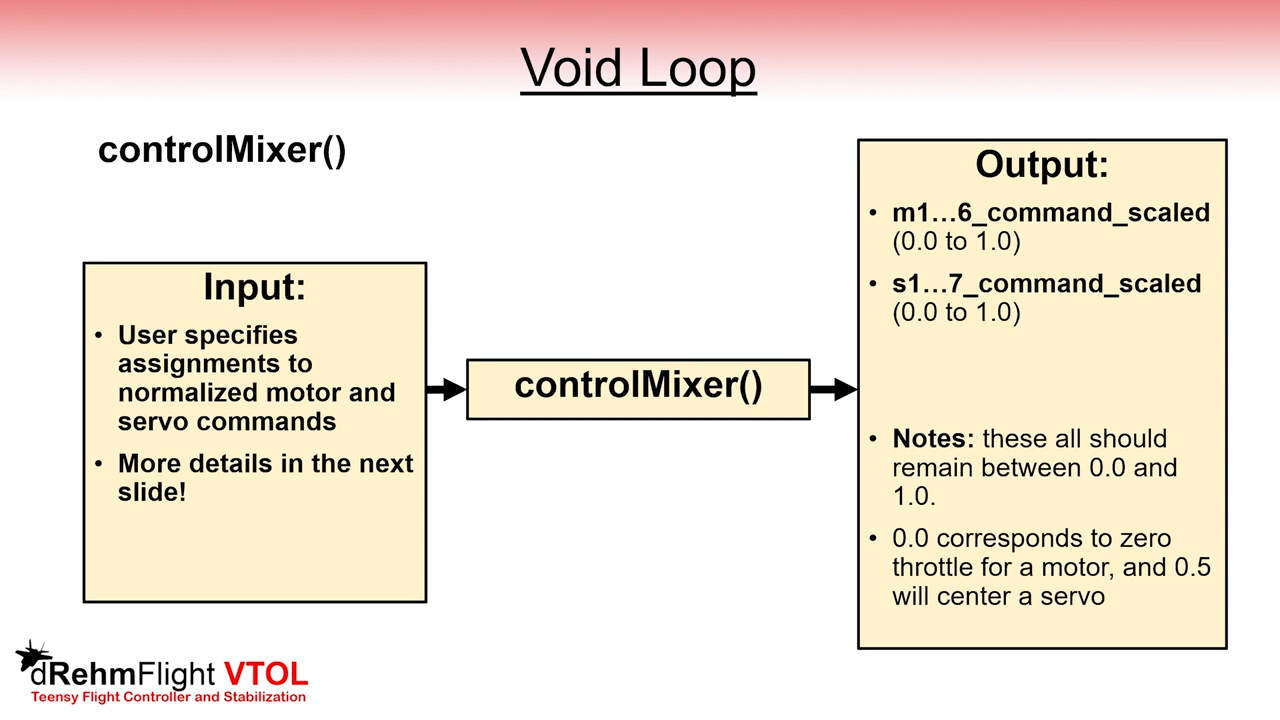 Void Loop
controlMixer()
Input:
• User specifies
assignments to
normalized motor and
servo commands
• More details in the next
slide!
controlMixer()
Output:
• m1…6_command_scaled
(0.0 to 1.0)
• s1…7_command_scaled
(0.0 to 1.0)
• Notes: these all should
remain between 0.0 and
1.0.
• 0.0 corresponds to zero
throttle for a motor, and 0.5
will center a servo
dRehmFlight VTOL
Teensy Flight Controller and Stabilization